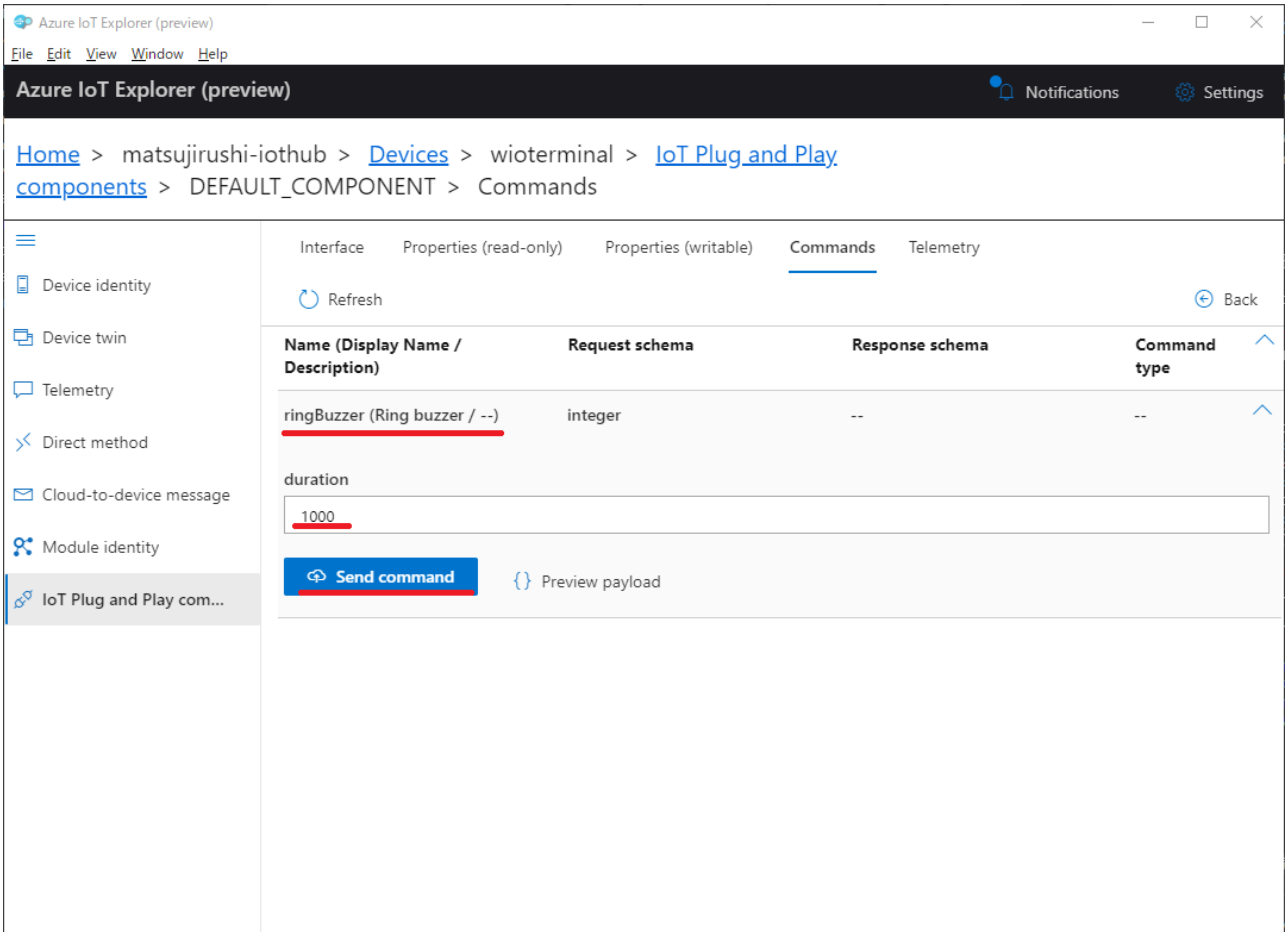 Azure IoT Explorer (preview)
File Edit View Window Help
Azure IoT Explorer (preview)
Notifications
Settings
Home > matsujirushi-iothub > Devices > wioterminal > IoT Plug and Play
components > DEFAULT_COMPONENT > Commands
Interface Properties (read-only) Properties (writable) Commands Telemetry
Refresh
Back
Device identity
Device twin
Telemetry
Direct method
Cloud-to-device message
Module identity
IoT Plug and Play com...
Name (Display Name /
Description)
Request schema
Response schema
Command
type
ringBuzzer (Ring buzzer / --) integer -- --
duration
1000
Send command
{} Preview payload